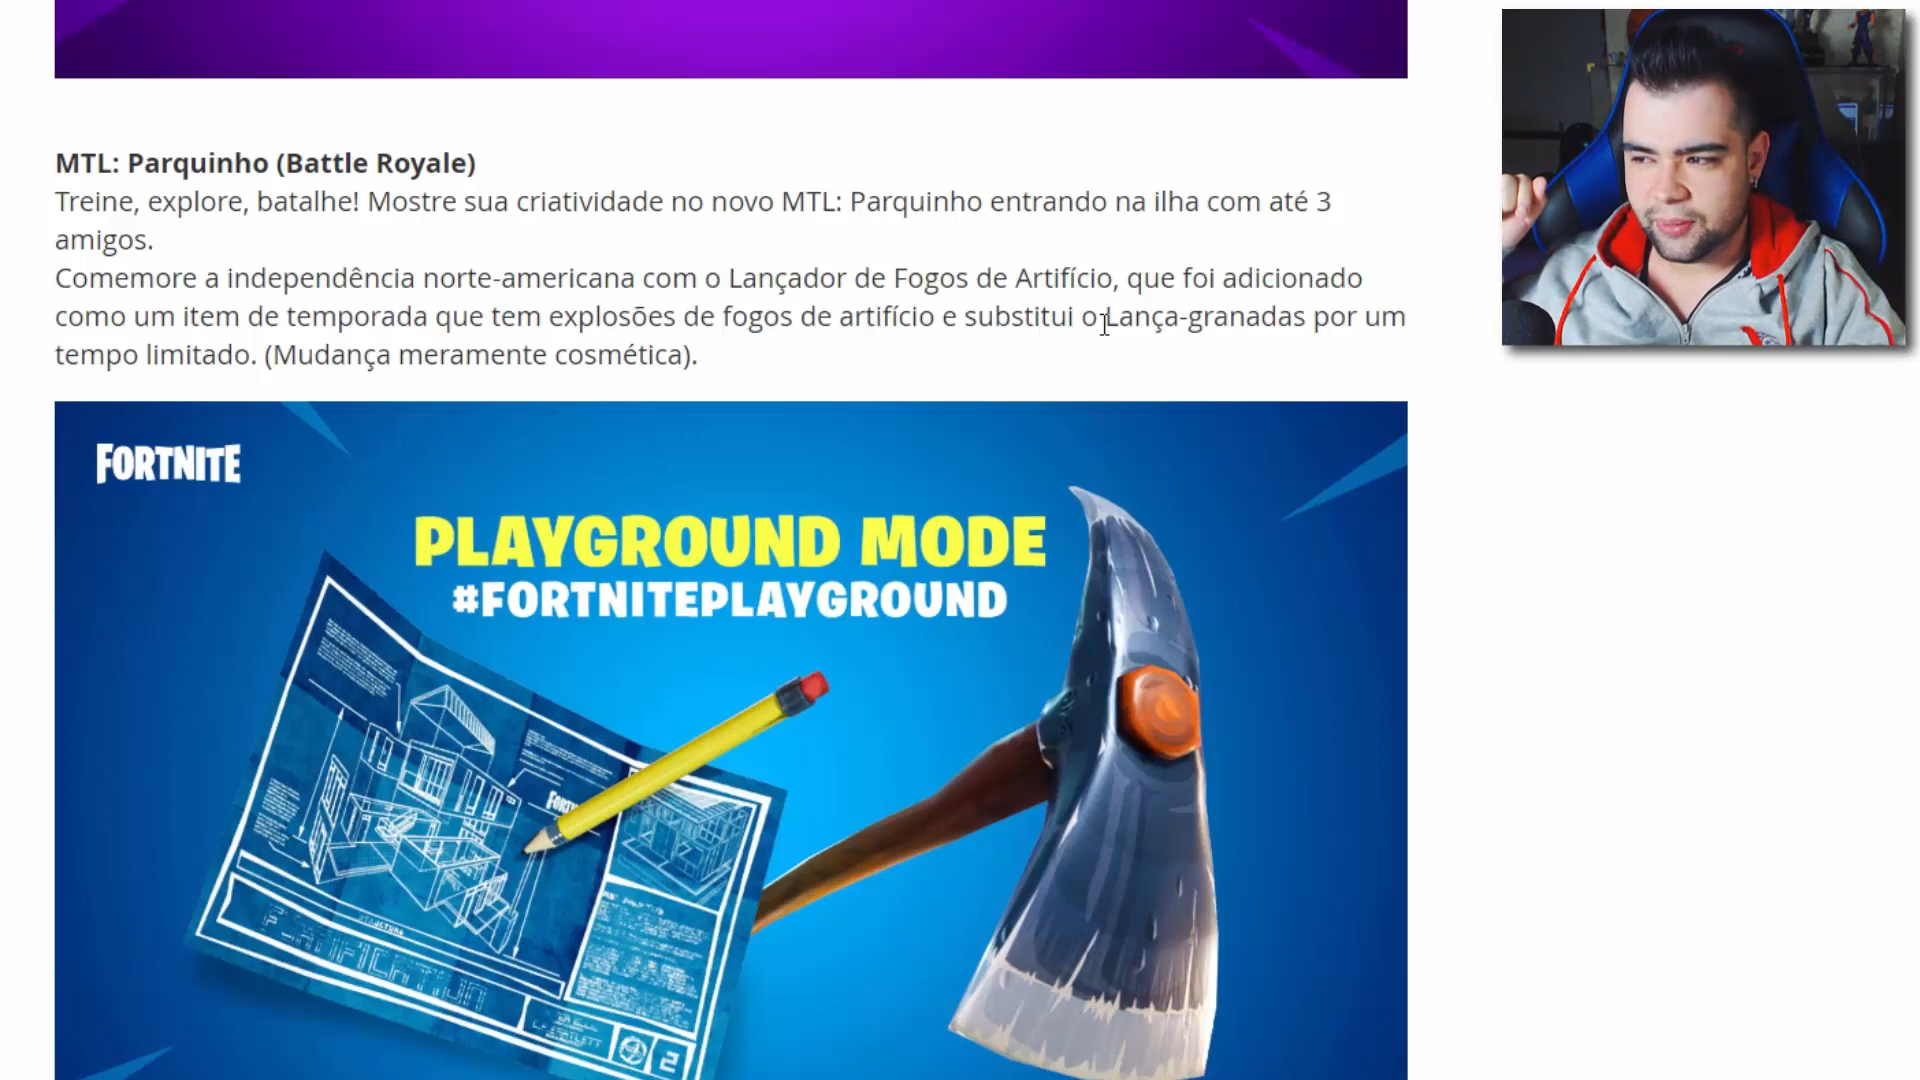 MTL: Parquinho (Battle Royale)
Treine, explore, batalhe! Mostre sua criatividade no novo MTL: Parquinho entrando na ilha com até 3
amigos.
Comemore a independência norte-americana com o Lançador de Fogos de Artifício, que foi adicionado
como um item de temporada que tem explosões de fogos de artifício e substitui o Lança-granadas por um
tempo limitado. (Mudança meramente cosmética).
FORTNITE
PLAYGROUND MODE
#FORTNITEPLAYGROUND
STRUCTURE
2